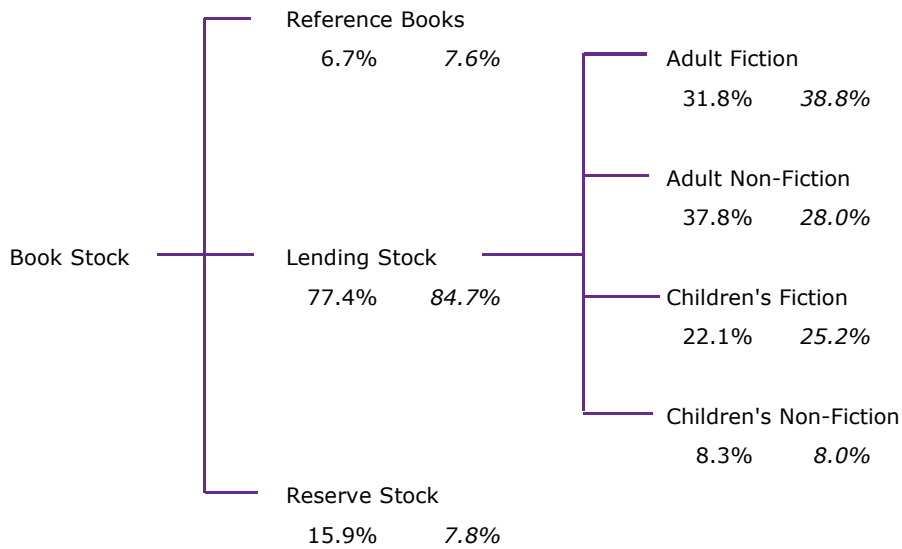 Reference Books
6.7% 7.6%
Adult Fiction
31.8% 38.8%
Adult Non-Fiction
37.8% 28.0%
Book Stock
Lending Stock
77.4% 84.7%
Children's Fiction
22.1% 25.2%
Children's Non-Fiction
8.3% 8.0%
Reserve Stock
15.9% 7.8%